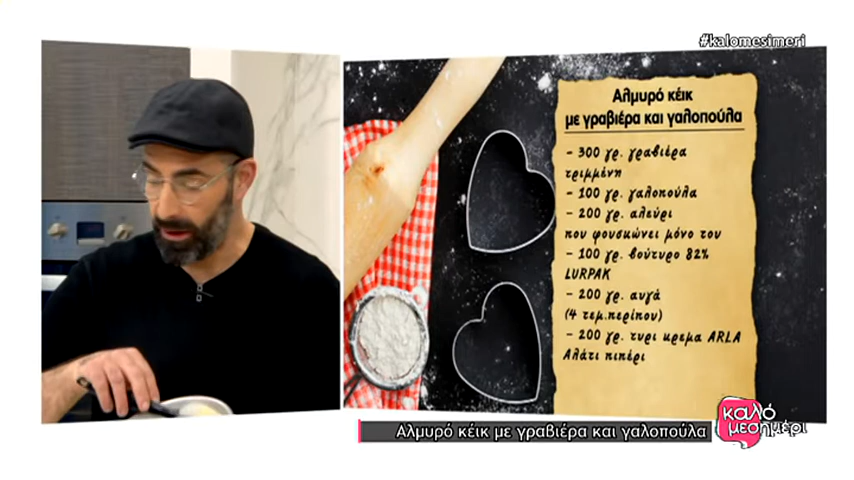 #kalomesimeri
Αλμυρό κέικ
με γραβιέρα και γαλοπούλα
- 300 γρ. γραβιέρα
τριμμένη
- 100 γρ. γαλοπούλα
- 200 γρ. αλεύρι
που φουσκώνει μόνο του
- 100 γρ. βούτυρο 82%
LURPAK
- 200 γρ. αυγά
(4 τεμ.περίπου)
- 200 γρ. τυρι κρεμα ARLA
Αλάτι πιπέρι
Αλμυρό κέικ με γραβιέρα και γαλοπούλα
καλό
μεσημέρι